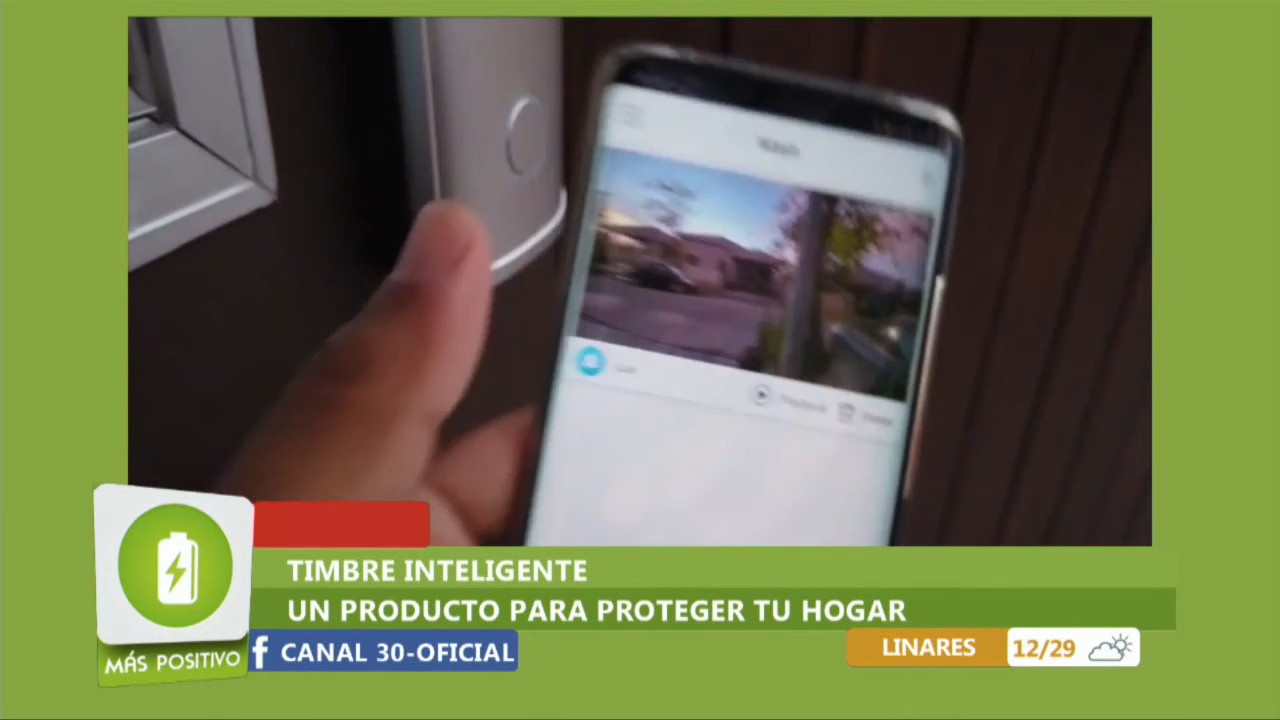 TIMBRE INTELIGENTE
UN PRODUCTO PARA PROTEGER TU HOGAR
MÁS POSITIVO
f CANAL 30-OFICIAL
LINARES 12/29